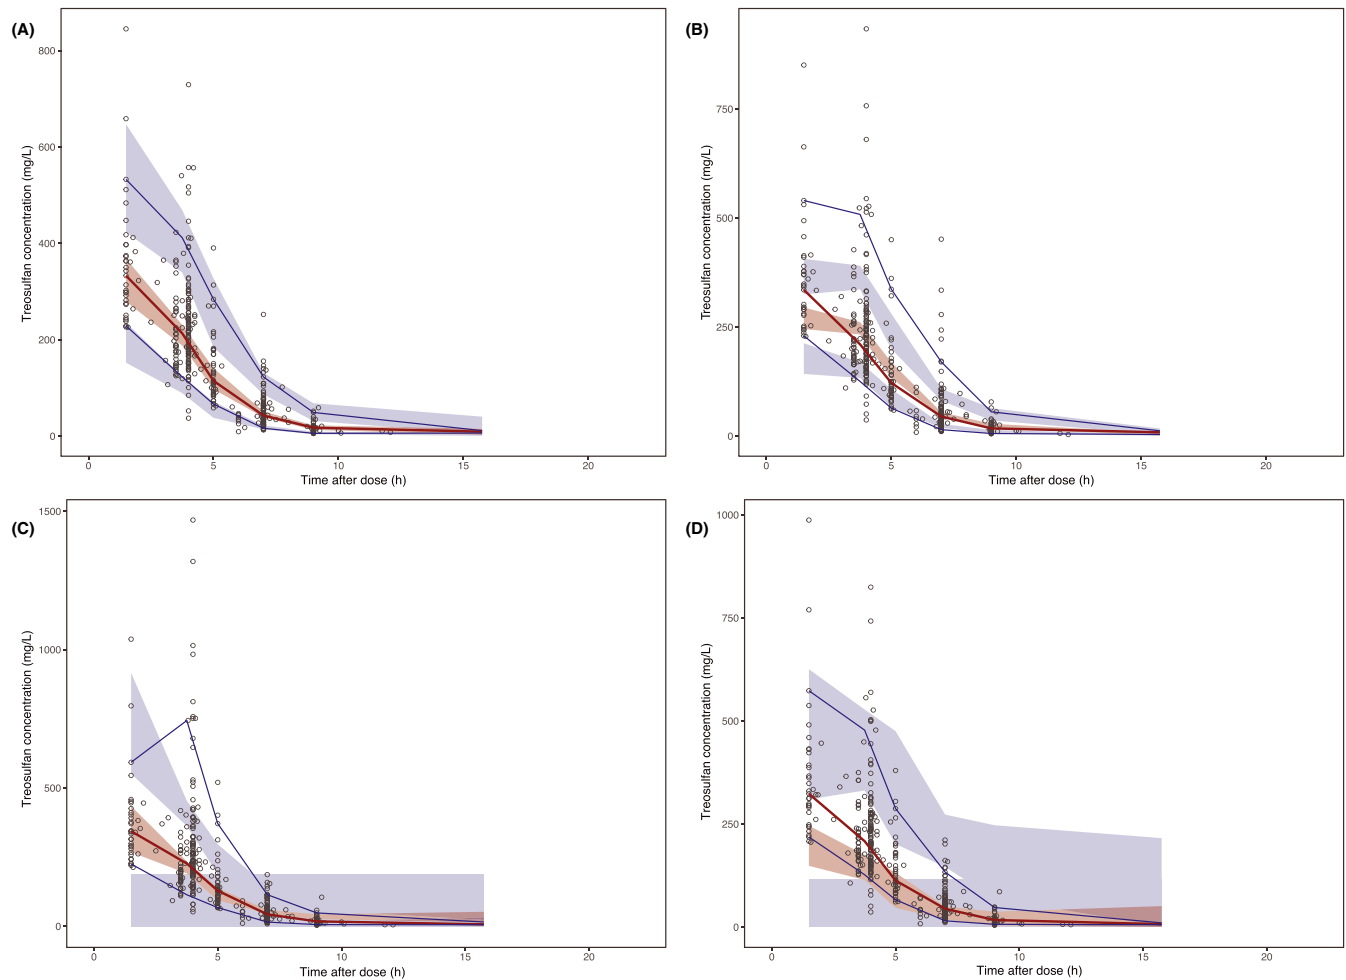 (A)
800
600
400
200
0
Treosulfan concentration (mg/L)
0 5 10 15 20
Time after dose (h)
(B)
750
500
250
0
Treosulfan concentration (mg/L)
0 5 10 15 20
Time after dose (h)
(C)
1500
1000
500
0
Treosulfan concentration (mg/L)
0 5 10 15 20
Time after dose (h)
(D)
1000
750
500
250
0
Treosulfan concentration (mg/L)
0 5 10 15 20
Time after dose (h)